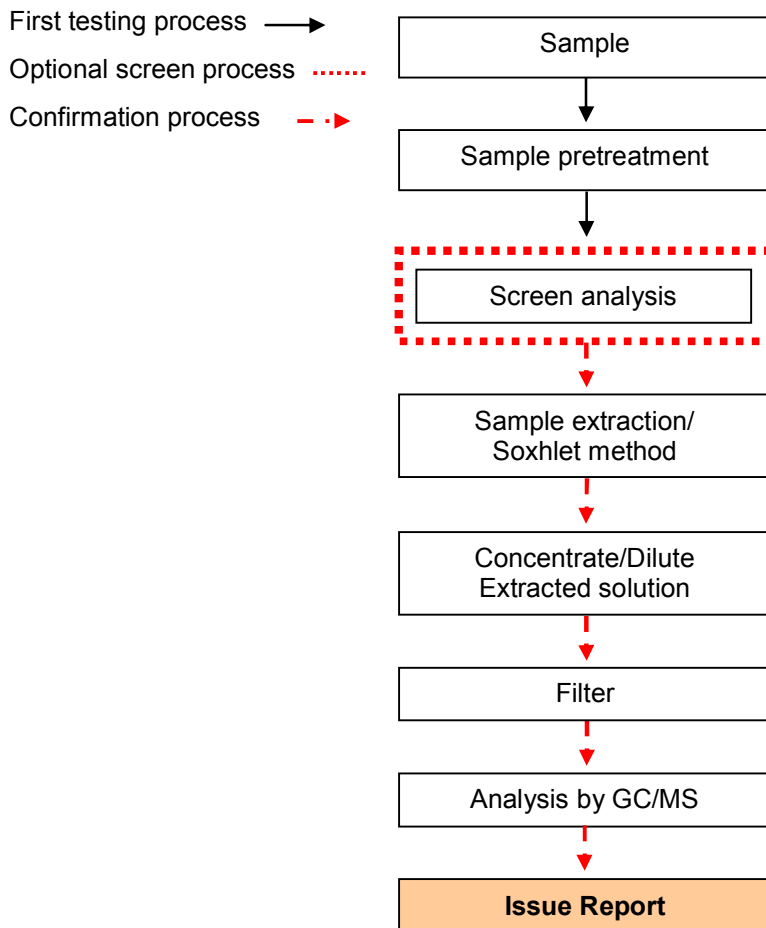 First testing process
Optional screen process
Confirmation process
Sample
Sample pretreatment
Screen analysis
Sample extraction/
Soxhlet method
Concentrate/Dilute
Extracted solution
Filter
Analysis by GC/MS
Issue Report